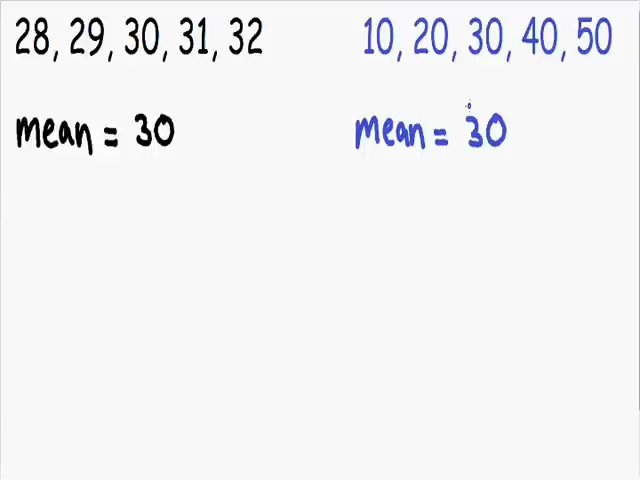 28, 29, 30, 31, 32
10, 20, 30, 40, 50
mean = 30
mean = 30